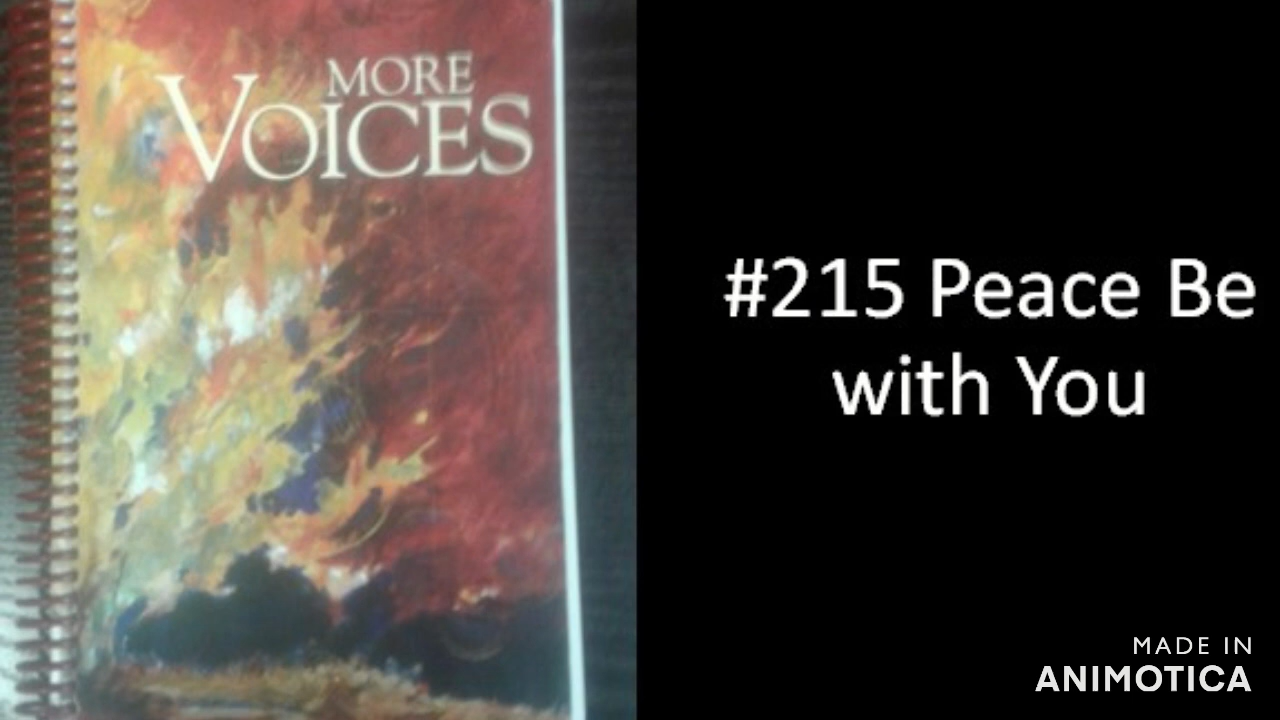 MORE
VOICES
#215 Peace Be
with You
MADE IN
ANIMOTICA